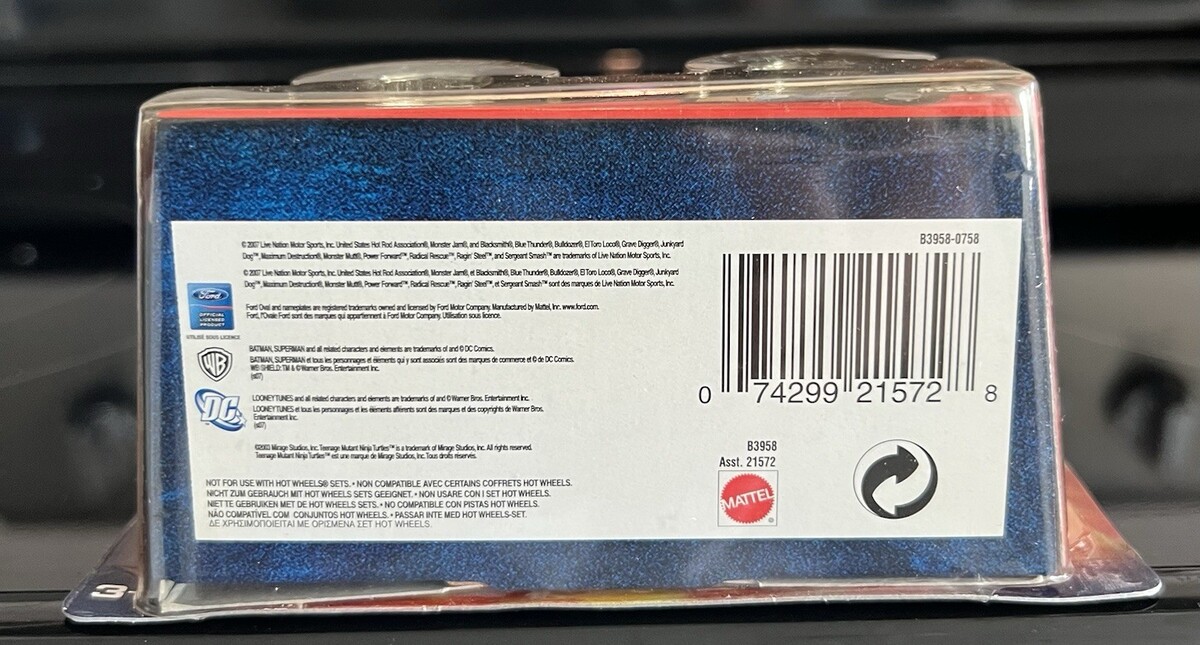 © 2007 Live Nation Motor Sports, Inc. United States Hot Rod Association®, Monster Jam®, and Blacksmith®, Blue Thunder®, Bulldozer®, El Toro Loco®, Grave Digger®, Junkyard
Dog™, Maximum Destruction®, Monster Mutt®, Power Forward™, Radical Rescue™, Ragin' Steel™, and Sergeant Smash™ are trademarks of Live Nation Motor Sports, Inc.
© 2007 Live Nation Motor Sports, Inc. United States Hot Rod Association®, Monster Jam®, et Blacksmith®, Blue Thunder®, Bulldozer®, El Toro Loco®, Grave Digger®, Junkyard
Dog™, Maximum Destruction®, Monster Mutt®, Power Forward™, Radical Rescue™, Ragin' Steel™, et Sergeant Smash™ sont des marques de Live Nation Motor Sports, Inc.
Ford
OFFICIAL
LICENSED
PRODUCT
UTILISÉ SOUS LICENCE
Ford Oval and nameplates are registered trademarks owned and licensed by Ford Motor Company. Manufactured by Mattel, Inc. www.ford.com.
Ford, l'Ovale Ford sont des marques qui appartiennent à Ford Motor Company. Utilisation sous licence.
WB
BATMAN, SUPERMAN and all related characters and elements are trademarks of and © DC Comics.
BATMAN, SUPERMAN et tous les personnages et éléments qui y sont associés sont des marques de commerce et © de DC Comics.
WB SHIELD: TM & © Warner Bros. Entertainment Inc.
(s07)
DC
LOONEY TUNES and all related characters and elements are trademarks of and © Warner Bros. Entertainment Inc.
LOONEY TUNES et tous les personnages et les éléments afférents sont des marques et des copyrights de Warner Bros.
Entertainment Inc.
(s07)
©2003 Mirage Studios, Inc. Teenage Mutant Ninja Turtles™ is a trademark of Mirage Studios, Inc. All rights reserved.
Teenage Mutant Ninja Turtles™ est une marque de Mirage Studios, Inc. Tous droits réservés.
NOT FOR USE WITH HOT WHEELS® SETS. • NON COMPATIBLE AVEC CERTAINS COFFRETS HOT WHEELS.
NICHT ZUM GEBRAUCH MIT HOT WHEELS SETS GEEIGNET. • NON USARE CON I SET HOT WHEELS.
NIET TE GEBRUIKEN MET DE HOT WHEELS SETS. • NO COMPATIBLE CON PISTAS HOT WHEELS.
NÃO COMPATÍVEL COM CONJUNTOS HOT WHEELS. • PASSAR INTE MED HOT WHEELS-SET.
ΔΕ ΧΡΗΣΙΜΟΠΟΙΕΙΤΑΙ ΜΕ ΟΡΙΣΜΕΝΑ ΣΕΤ HOT WHEELS.
B3958-0758
0 74299 21572 8
B3958
Asst. 21572
MATTEL
®
3